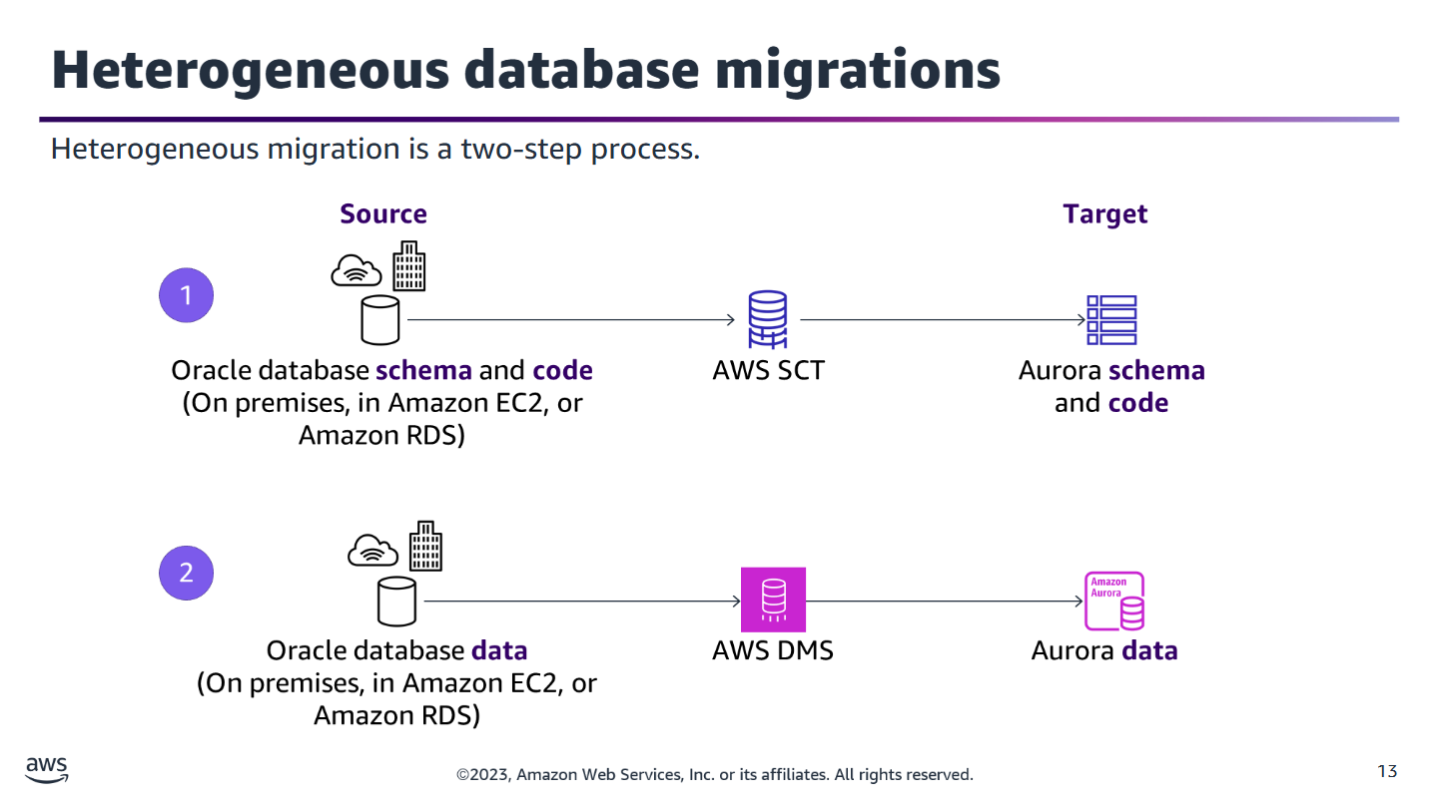 Heterogeneous database migrations
Heterogeneous migration is a two-step process.
Source
Target
1
Oracle database schema and code
(On premises, in Amazon EC2, or
Amazon RDS)
AWS SCT
Aurora schema
and code
2
Amazon
Aurora
Oracle database data
(On premises, in Amazon EC2, or
Amazon RDS)
AWS DMS
Aurora data
aws
©2023, Amazon Web Services, Inc. or its affiliates. All rights reserved.
13